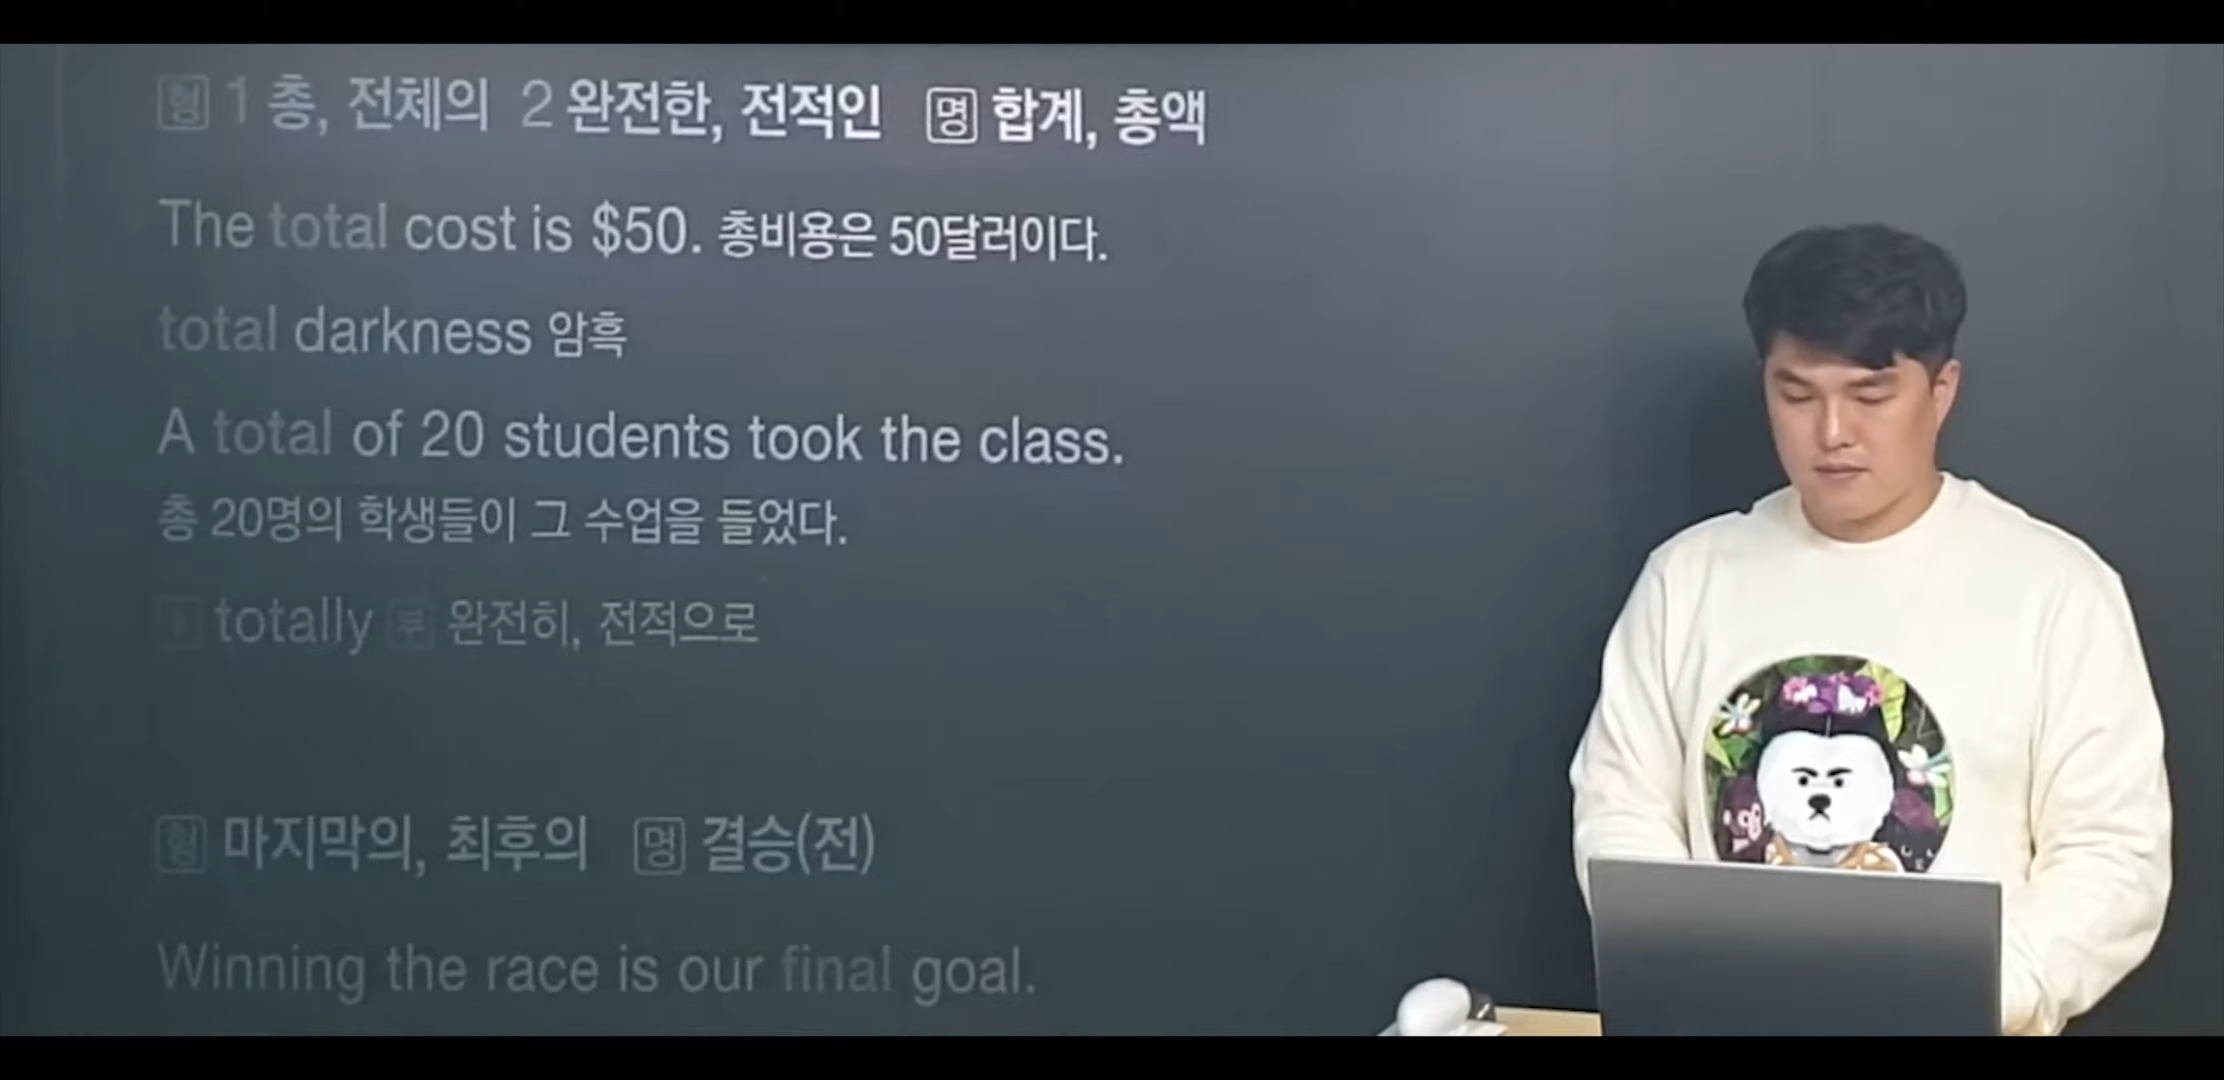 형 1 총, 전체의 2 완전한, 전적인 명 합계, 총액
The total cost is $50. 총비용은 50달러이다.
total darkness 암흑
A total of 20 students took the class.
총 20명의 학생들이 그 수업을 들었다.
totally 부 완전히, 전적으로
형 마지막의, 최후의 명 결승(전)
Winning the race is our final goal.